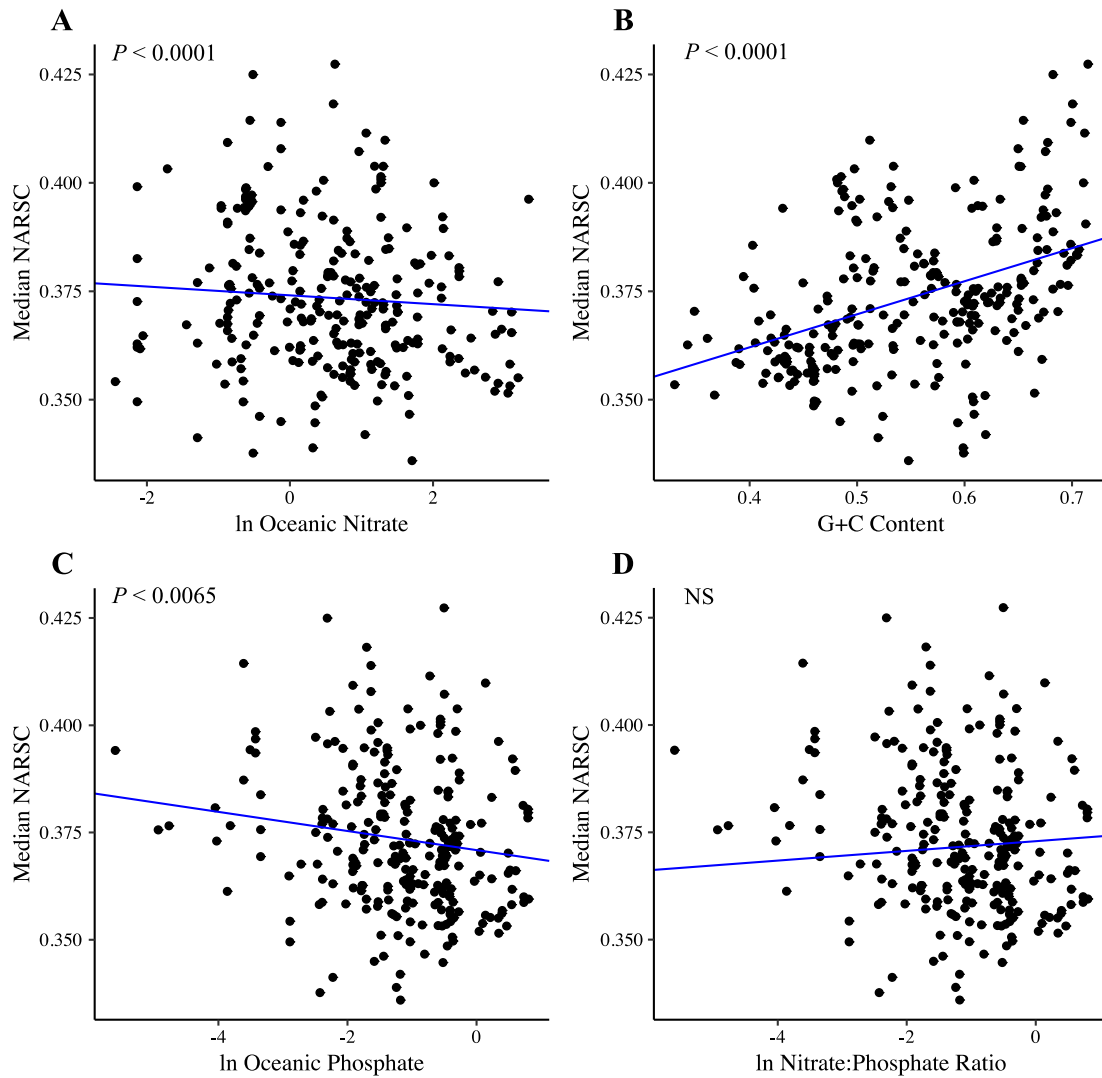 A
P < 0.0001
0.425
0.400
0.375
0.350
Median NARSC
-2
0
2
ln Oceanic Nitrate
B
P < 0.0001
0.425
0.400
0.375
0.350
Median NARSC
0.4
0.5
0.6
0.7
G+C Content
C
P < 0.0065
0.425
0.400
0.375
0.350
Median NARSC
-4
-2
0
ln Oceanic Phosphate
D
NS
0.425
0.400
0.375
0.350
Median NARSC
-4
-2
0
ln Nitrate:Phosphate Ratio